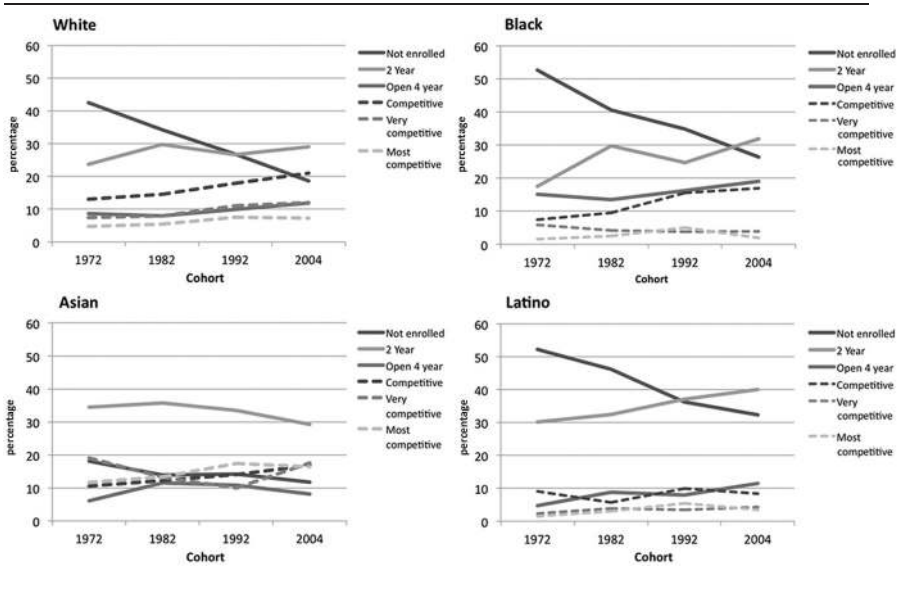 White
60
50
40
30
20
10
0
percentage
1972 1982 1992 2004
Cohort
Not enrolled
2 Year
Open 4 year
Competitive
Very
competitive
Most
competitive
Black
60
50
40
30
20
10
0
percentage
1972 1982 1992 2004
Cohort
Not enrolled
2 Year
Open 4 year
Competitive
Very
competitive
Most
competitive
Asian
60
50
40
30
20
10
0
percentage
1972 1982 1992 2004
Cohort
Not enrolled
2 Year
Open 4 year
Competitive
Very
competitive
Most
competitive
Latino
60
50
40
30
20
10
0
percentage
1972 1982 1992 2004
Cohort
Not enrolled
2 Year
Open 4 year
Competitive
Very
competitive
Most
competitive